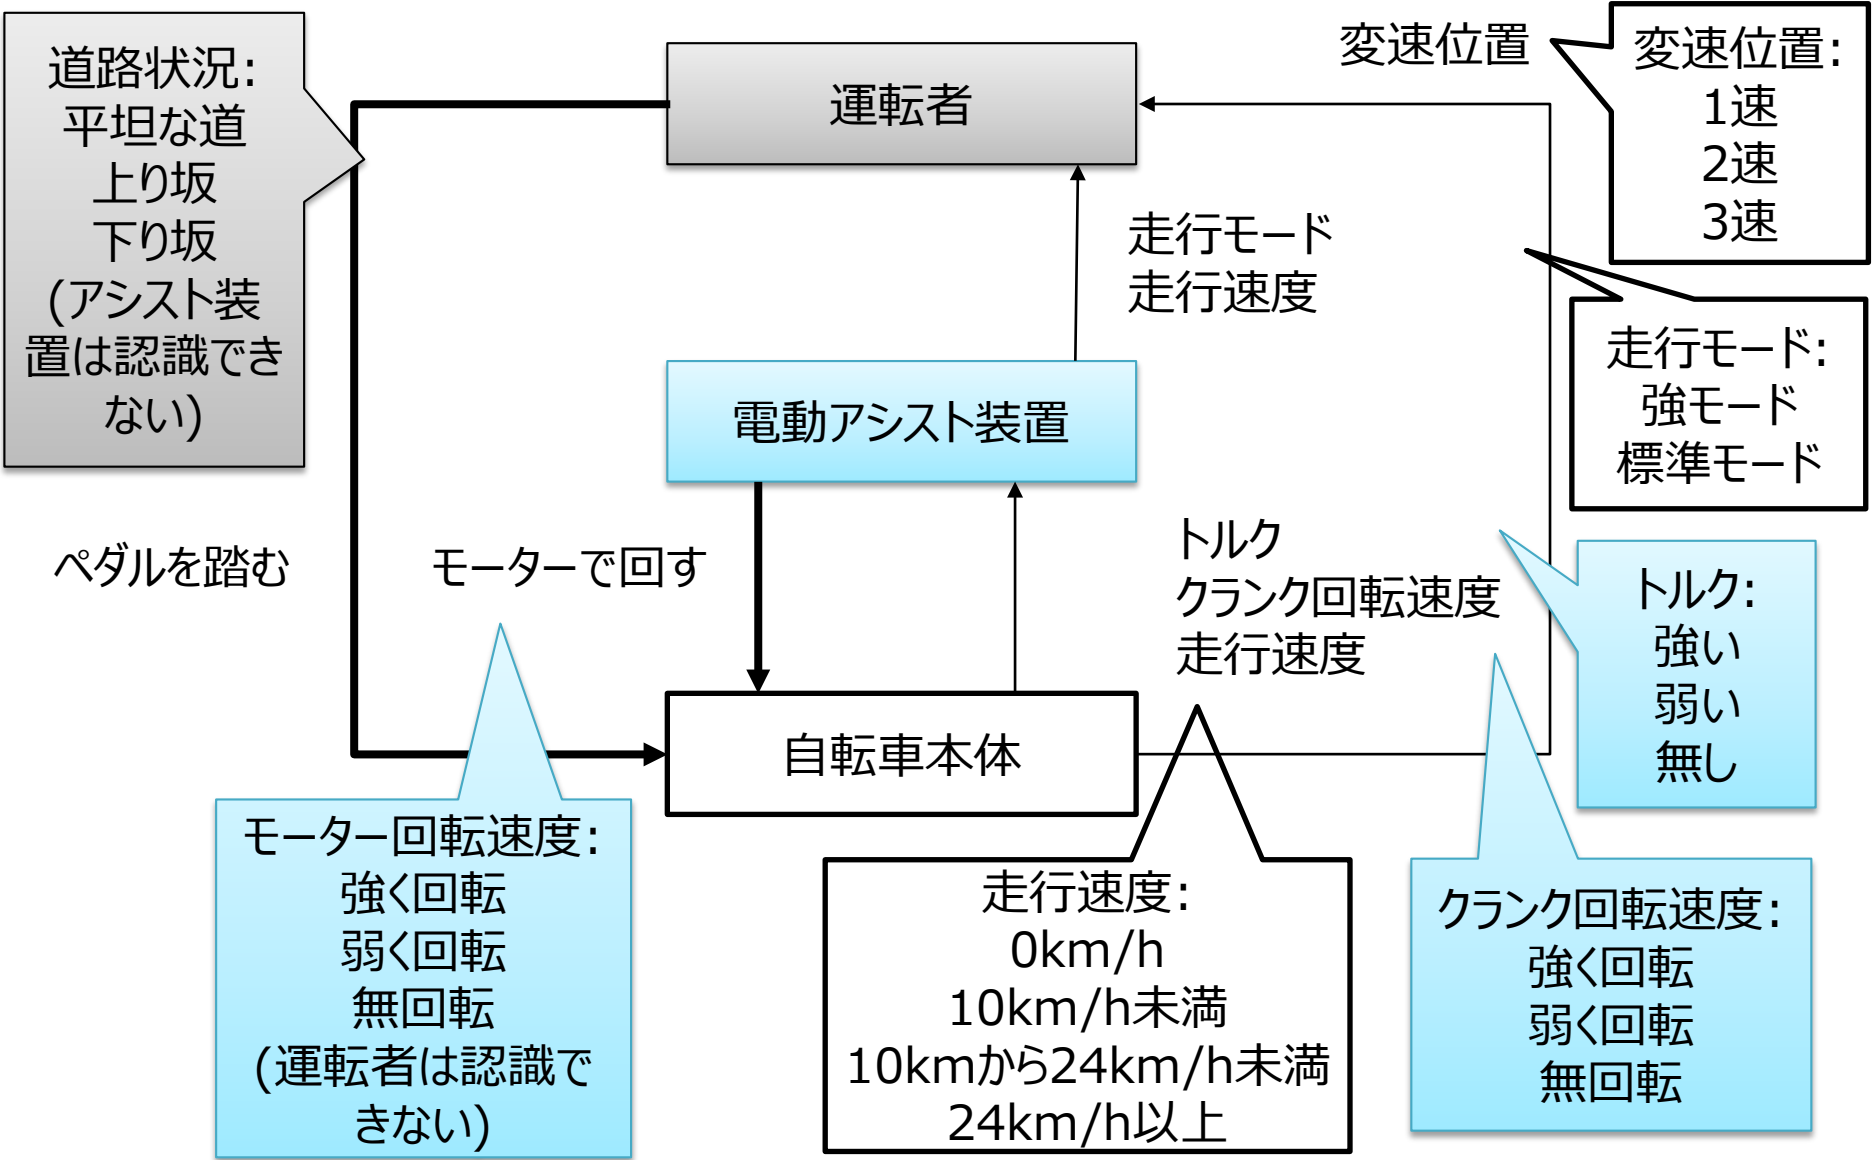 道路状況:
平坦な道
上り坂
下り坂
(アシスト装
置は認識でき
ない)
運転者
変速位置
変速位置:
1速
2速
3速
走行モード
走行速度
走行モード:
強モード
標準モード
電動アシスト装置
ペダルを踏む
モーターで回す
トルク
クランク回転速度
走行速度
トルク:
強い
弱い
無し
自転車本体
モーター回転速度:
強く回転
弱く回転
無回転
(運転者は認識で
きない)
走行速度:
0km/h
10km/h未満
10kmから24km/h未満
24km/h以上
クランク回転速度:
強く回転
弱く回転
無回転